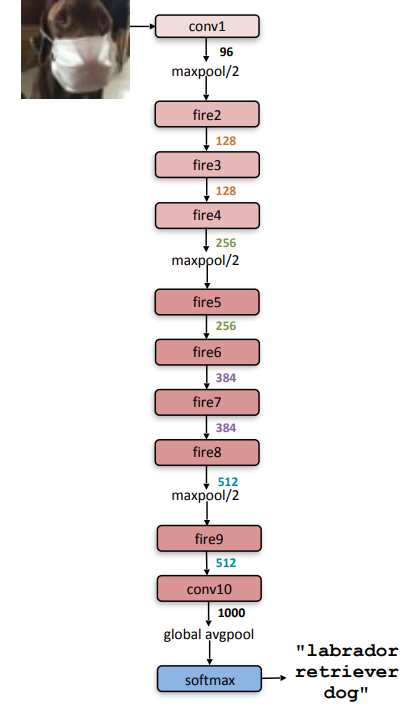 conv1
96
maxpool/2
fire2
128
fire3
128
fire4
256
maxpool/2
fire5
256
fire6
384
fire7
384
fire8
512
maxpool/2
fire9
512
conv10
1000
global avgpool
softmax
"labrador
retriever
dog"